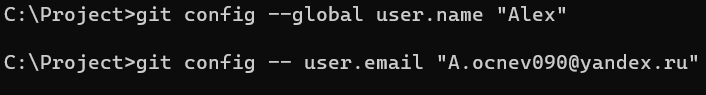 C:\Project>git config --global user.name "Alex"
C:\Project>git config -- user.email "A.ocnev090@yandex.ru"